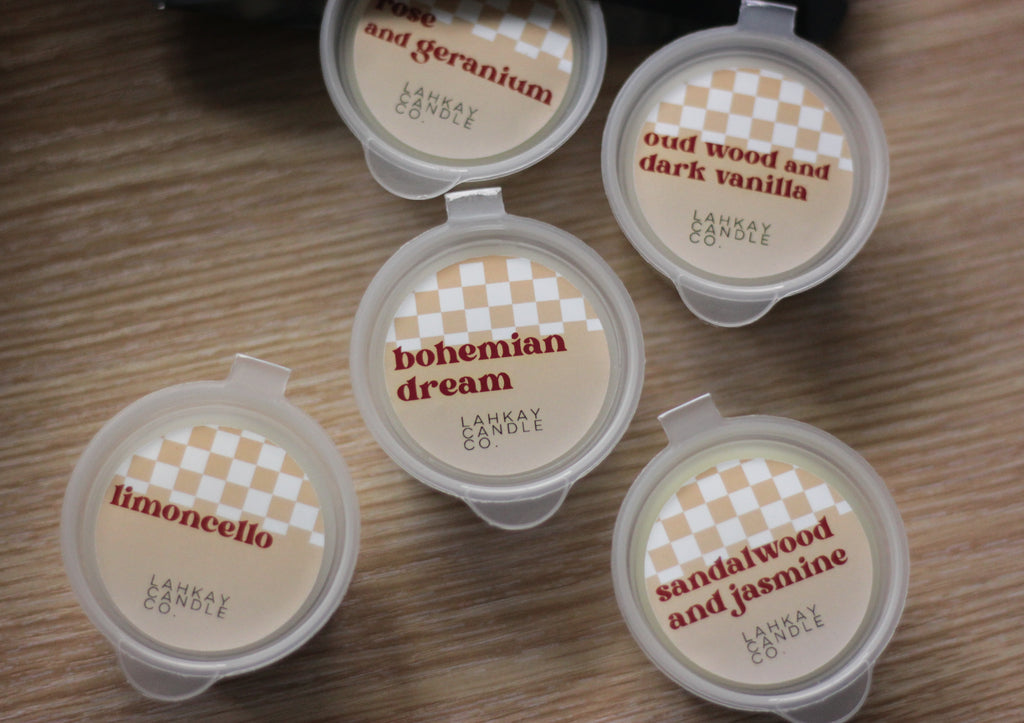 rose
and geranium
LAHKAY
CANDLE
CO.
oud wood and
dark vanilla
LAHKAY
CANDLE
CO.
bohemian
dream
LAHKAY
CANDLE
CO.
limoncello
LAHKAY
CANDLE
CO.
sandalwood
and jasmine
LAHKAY
CANDLE
CO.